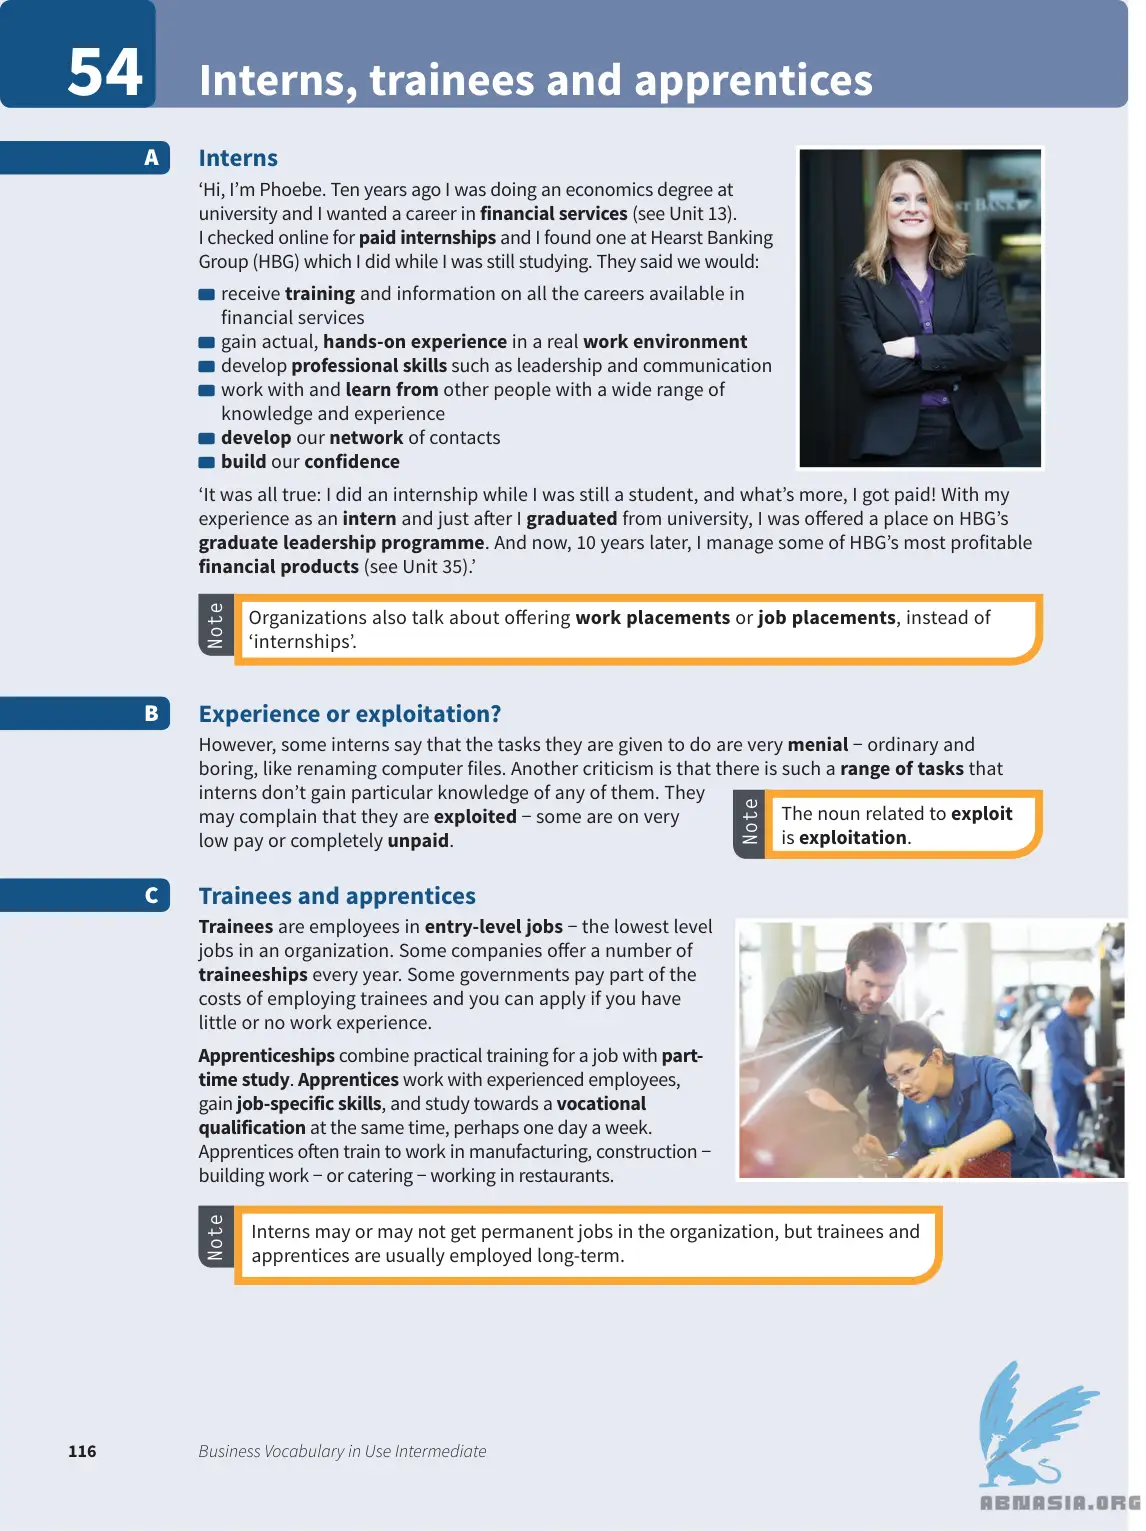 54
Interns, trainees and apprentices
A
Interns
‘Hi, I’m Phoebe. Ten years ago I was doing an economics degree at
university and I wanted a career in financial services (see Unit 13).
I checked online for paid internships and I found one at Hearst Banking
Group (HBG) which I did while I was still studying. They said we would:
receive training and information on all the careers available in
financial services
gain actual, hands-on experience in a real work environment
develop professional skills such as leadership and communication
work with and learn from other people with a wide range of
knowledge and experience
develop our network of contacts
build our confidence
ST BANK
‘It was all true: I did an internship while I was still a student, and what’s more, I got paid! With my
experience as an intern and just after I graduated from university, I was offered a place on HBG’s
graduate leadership programme. And now, 10 years later, I manage some of HBG’s most profitable
financial products (see Unit 35).’
Note
Organizations also talk about offering work placements or job placements, instead of
‘internships’.
B
Experience or exploitation?
However, some interns say that the tasks they are given to do are very menial – ordinary and
boring, like renaming computer files. Another criticism is that there is such a range of tasks that
interns don’t gain particular knowledge of any of them. They
may complain that they are exploited – some are on very
low pay or completely unpaid.
Note
The noun related to exploit
is exploitation.
C
Trainees and apprentices
Trainees are employees in entry-level jobs – the lowest level
jobs in an organization. Some companies offer a number of
traineeships every year. Some governments pay part of the
costs of employing trainees and you can apply if you have
little or no work experience.
Apprenticeships combine practical training for a job with part-
time study. Apprentices work with experienced employees,
gain job-specific skills, and study towards a vocational
qualification at the same time, perhaps one day a week.
Apprentices often train to work in manufacturing, construction –
building work – or catering – working in restaurants.
Note
Interns may or may not get permanent jobs in the organization, but trainees and
apprentices are usually employed long-term.
116
Business Vocabulary in Use Intermediate
ABNASIA.ORG